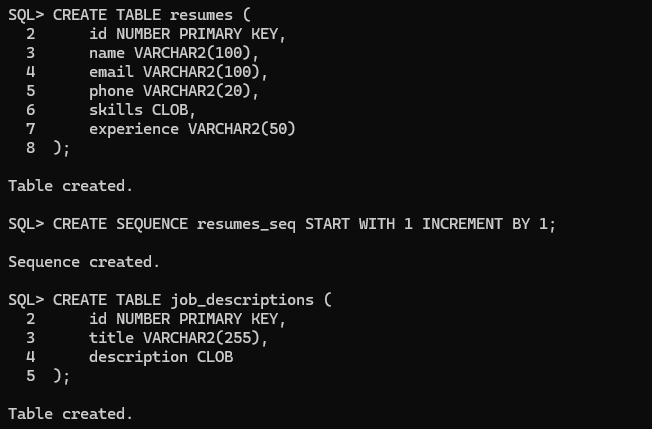 SQL> CREATE TABLE resumes (
  2      id NUMBER PRIMARY KEY,
  3      name VARCHAR2(100),
  4      email VARCHAR2(100),
  5      phone VARCHAR2(20),
  6      skills CLOB,
  7      experience VARCHAR2(50)
  8  );
Table created.
SQL> CREATE SEQUENCE resumes_seq START WITH 1 INCREMENT BY 1;
Sequence created.
SQL> CREATE TABLE job_descriptions (
  2      id NUMBER PRIMARY KEY,
  3      title VARCHAR2(255),
  4      description CLOB
  5  );
Table created.